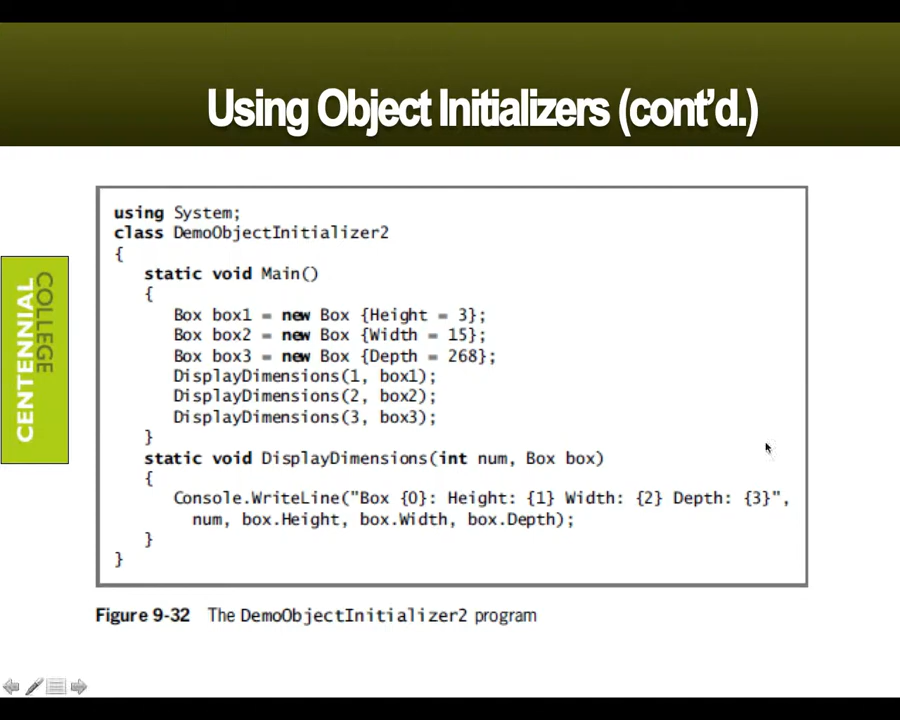 Using Object Initializers (cont'd.)
using System;
class DemoObjectInitializer2
{
static void Main()
{
Box box1 = new Box {Height = 3};
Box box2 = new Box {Width = 15};
Box box3 = new Box {Depth = 268};
DisplayDimensions(1, box1);
DisplayDimensions(2, box2);
DisplayDimensions(3, box3);
}
static void DisplayDimensions(int num, Box box)
{
Console.WriteLine("Box {0}: Height: {1} Width: {2} Depth: {3}",
num, box.Height, box.Width, box.Depth);
}
}
Figure 9-32 The DemoObjectInitializer2 program
CENTENNIAL
COLLEGE